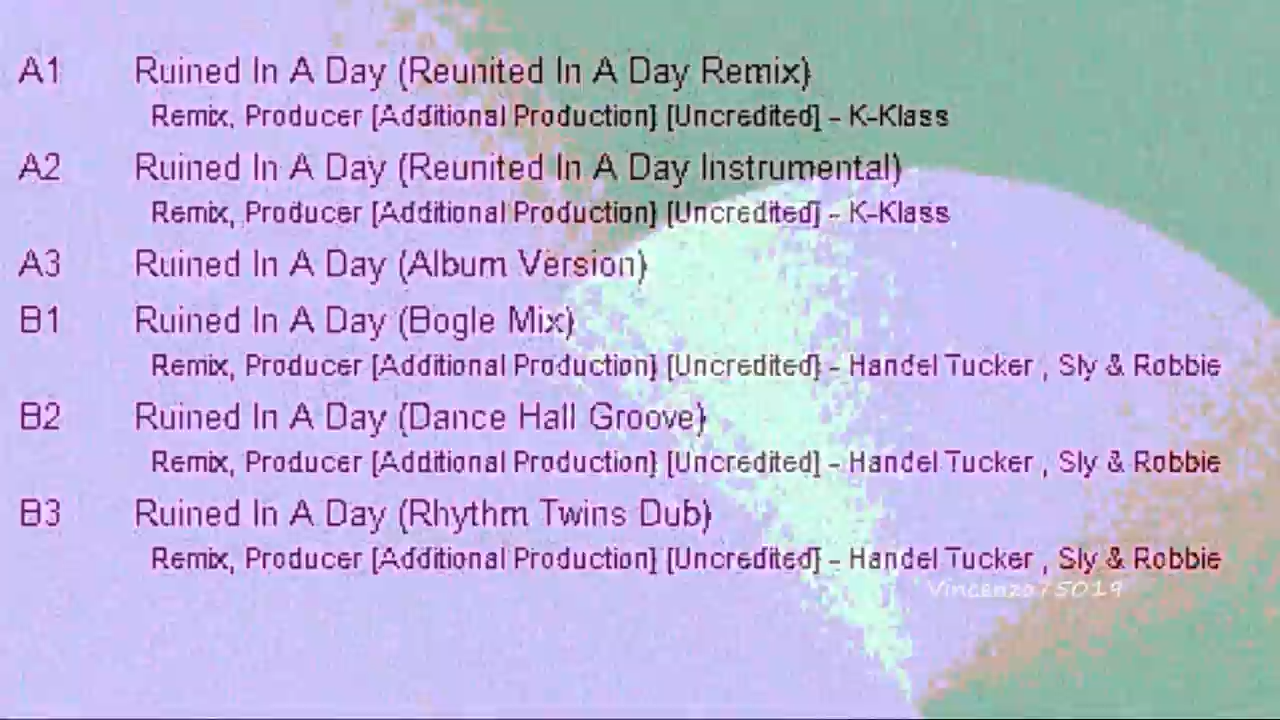 A1 Ruined In A Day (Reunited In A Day Remix)
Remix, Producer [Additional Production] [Uncredited] - K-Klass
A2 Ruined In A Day (Reunited In A Day Instrumental)
Remix, Producer [Additional Production] [Uncredited] - K-Klass
A3 Ruined In A Day (Album Version)
B1 Ruined In A Day (Bogle Mix)
Remix, Producer [Additional Production] [Uncredited] - Handel Tucker , Sly & Robbie
B2 Ruined In A Day (Dance Hall Groove)
Remix, Producer [Additional Production] [Uncredited] - Handel Tucker , Sly & Robbie
B3 Ruined In A Day (Rhythm Twins Dub)
Remix, Producer [Additional Production] [Uncredited] - Handel Tucker , Sly & Robbie
Vincenzo75019